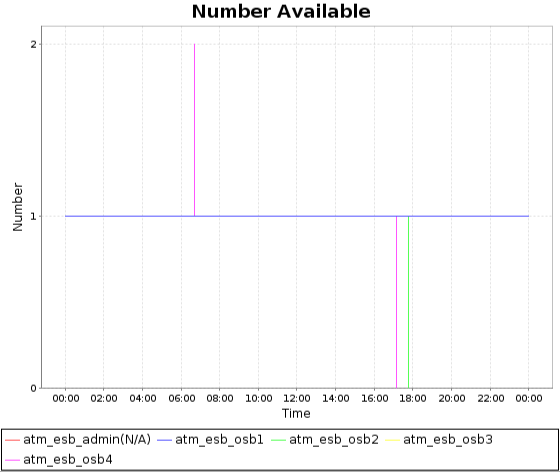 Number Available
2
1
0
Number
00:00 02:00 04:00 06:00 08:00 10:00 12:00 14:00 16:00 18:00 20:00 22:00 00:00
Time
atm_esb_admin(N/A) atm_esb_osb1 atm_esb_osb2 atm_esb_osb3
atm_esb_osb4